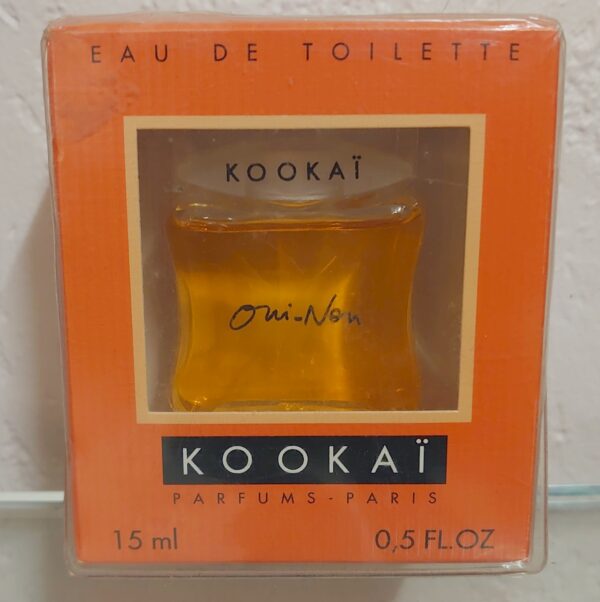 EAU DE TOILETTE
KOOKAÏ
Oui-Non
KOOKAÏ
PARFUMS-PARIS
15 ml 0,5 FL.OZ